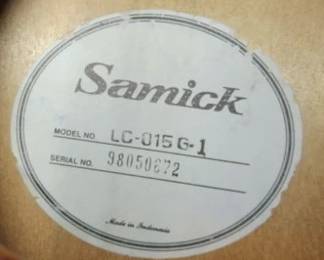 Samick
MODEL NO LC-015G-1
SERIAL NO. 98050672
Made in Indonesia